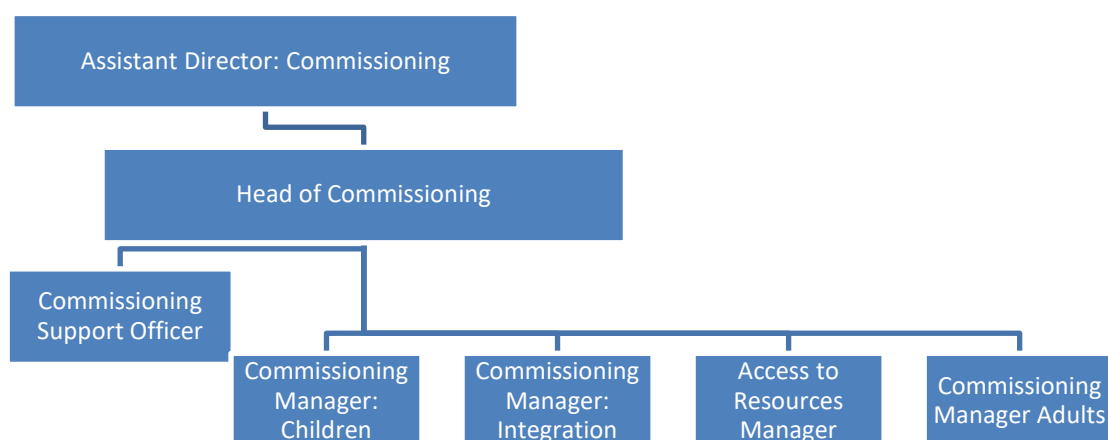 Assistant Director: Commissioning
Head of Commissioning
Commissioning
Support Officer
Commissioning
Manager:
Children
Commissioning
Manager:
Integration
Access to
Resources
Manager
Commissioning
Manager Adults